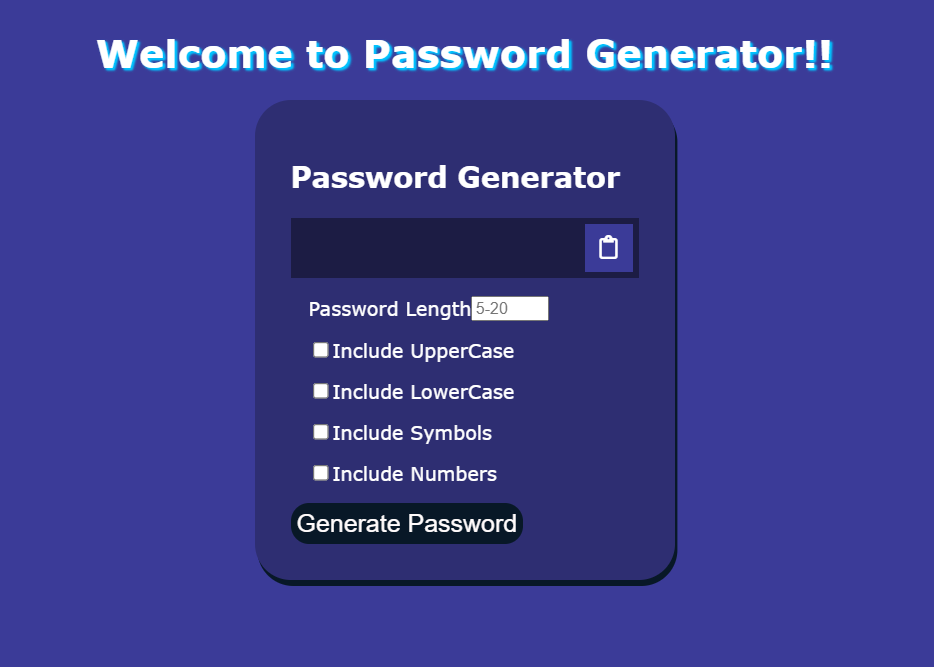 Welcome to Password Generator!!
Password Generator
Password Length 5-20
Include UpperCase
Include LowerCase
Include Symbols
Include Numbers
Generate Password